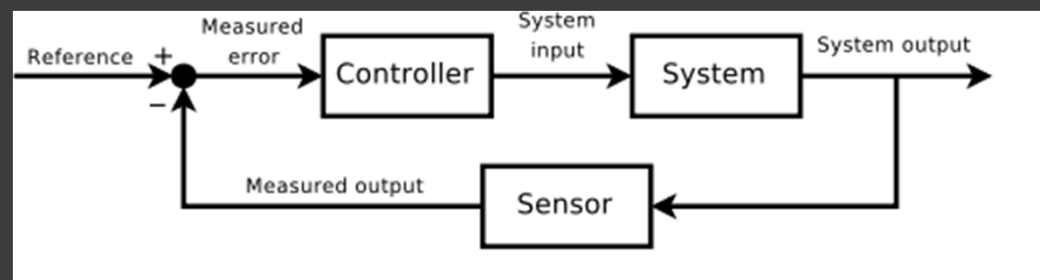 Reference
+
−
Measured
error
Controller
System
input
System
System output
Measured output
Sensor